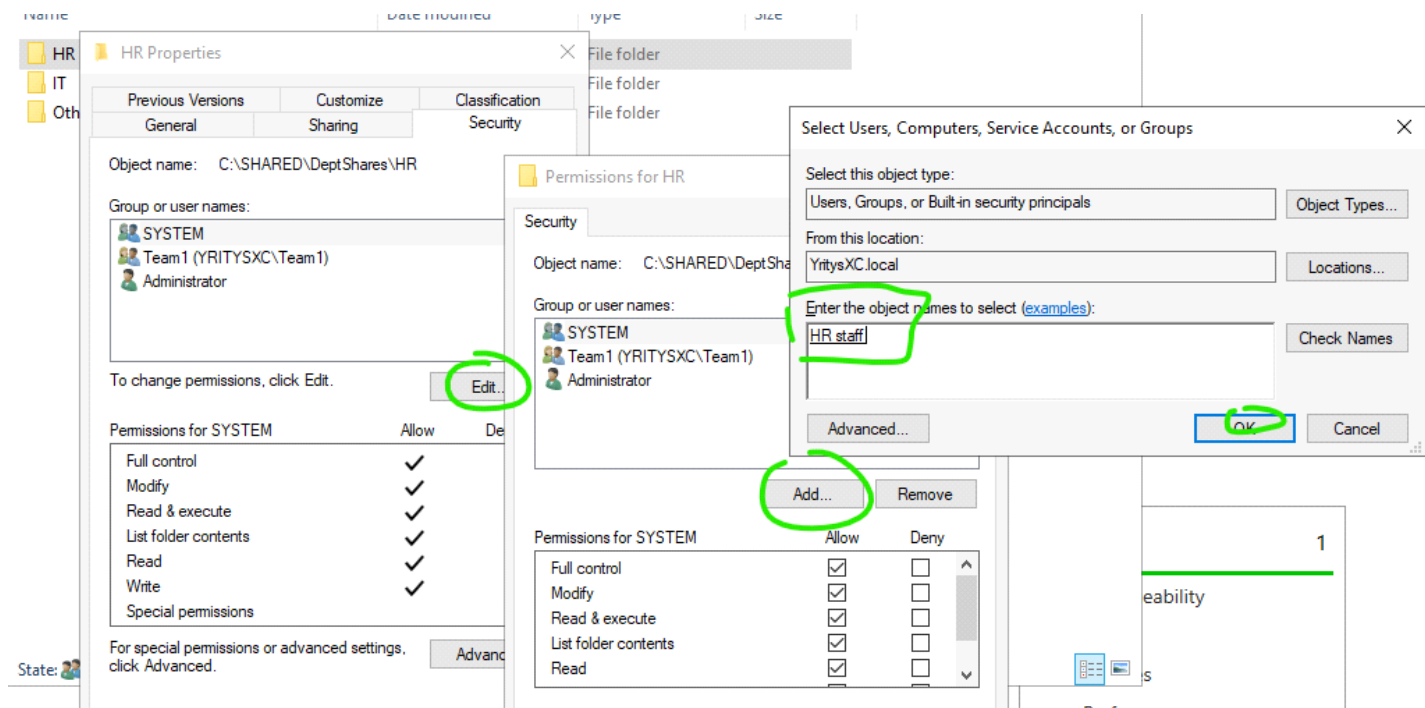 Name Date modified Type Size
HR
IT
Oth
File folder
File folder
File folder
HR Properties
Previous Versions Customize Classification
General Sharing Security
Object name: C:\SHARED\DeptShares\HR
Group or user names:
SYSTEM
Team1 (YRITYSXC\Team1)
Administrator
To change permissions, click Edit.
Edit..
Permissions for SYSTEM Allow De
Full control
Modify
Read & execute
List folder contents
Read
Write
Special permissions
For special permissions or advanced settings,
click Advanced.
Advanc
State:
Permissions for HR
Security
Object name: C:\SHARED\DeptSha
Group or user names:
SYSTEM
Team1 (YRITYSXC\Team1)
Administrator
Add... Remove
Permissions for SYSTEM Allow Deny
Full control
Modify
Read & execute
List folder contents
Read
Select Users, Computers, Service Accounts, or Groups
Select this object type:
Users, Groups, or Built-in security principals
Object Types...
From this location:
YritysXC.local
Locations...
Enter the object names to select (examples):
HR staff
Check Names
Advanced...
OK
Cancel
1
eability
s